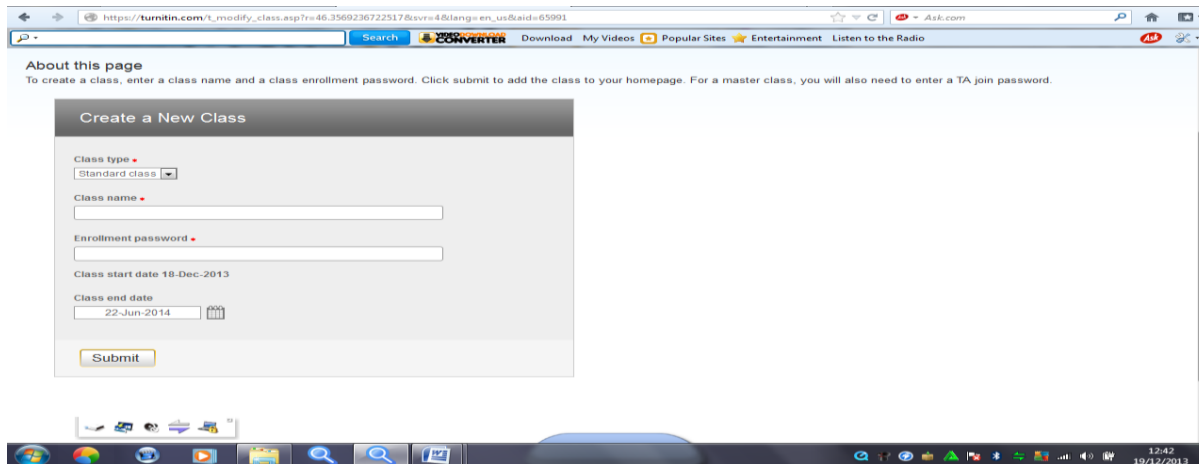 https://turnitin.com/t_modify_class.asp?r=46.3569236722517&svr=4&lang=en_us&aid=65991
Ask.com
Search VIDEO DOWNLOAD CONVERTER Download My Videos Popular Sites Entertainment Listen to the Radio Ask
About this page
To create a class, enter a class name and a class enrollment password. Click submit to add the class to your homepage. For a master class, you will also need to enter a TA join password.
Create a New Class
Class type *
Standard class
Class name *
Enrollment password *
Class start date 18-Dec-2013
Class end date
22-Jun-2014
Submit
12:42
19/12/2013